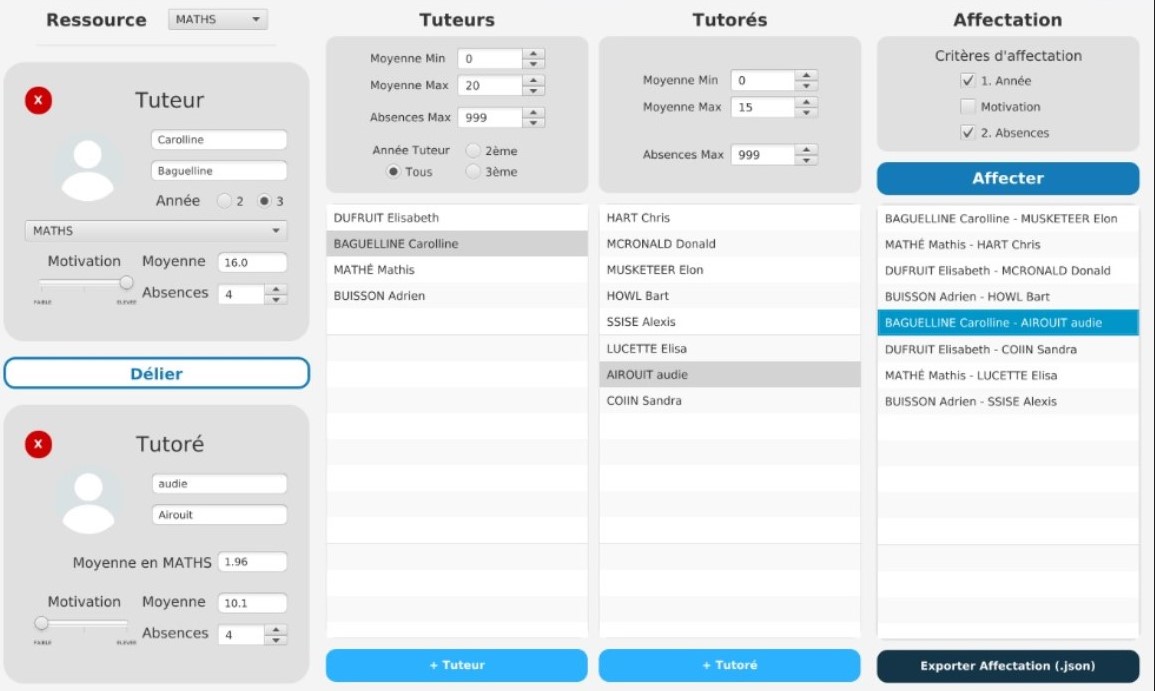 Ressource
MATHS
X
Tuteur
Carolline
Baguelline
Année
2
3
MATHS
Motivation
Moyenne
16.0
FAIBLE
ELEVEE
Absences
4
Délier
X
Tutoré
audie
Airouit
Moyenne en MATHS
1.96
Motivation
Moyenne
10.1
FAIBLE
ELEVEE
Absences
4
Tuteurs
Moyenne Min
0
Moyenne Max
20
Absences Max
999
Année Tuteur
2ème
Tous
3ème
DUFRUIT Elisabeth
BAGUELLINE Carolline
MATHÉ Mathis
BUISSON Adrien
+ Tuteur
Tutorés
Moyenne Min
0
Moyenne Max
15
Absences Max
999
HART Chris
MCRONALD Donald
MUSKETEER Elon
HOWL Bart
SSISE Alexis
LUCETTE Elisa
AIROUIT audie
COIIN Sandra
+ Tutoré
Affectation
Critères d'affectation
1. Année
Motivation
2. Absences
Affecter
BAGUELLINE Carolline - MUSKETEER Elon
MATHÉ Mathis - HART Chris
DUFRUIT Elisabeth - MCRONALD Donald
BUISSON Adrien - HOWL Bart
BAGUELLINE Carolline - AIROUIT audie
DUFRUIT Elisabeth - COIIN Sandra
MATHÉ Mathis - LUCETTE Elisa
BUISSON Adrien - SSISE Alexis
Exporter Affectation (.json)